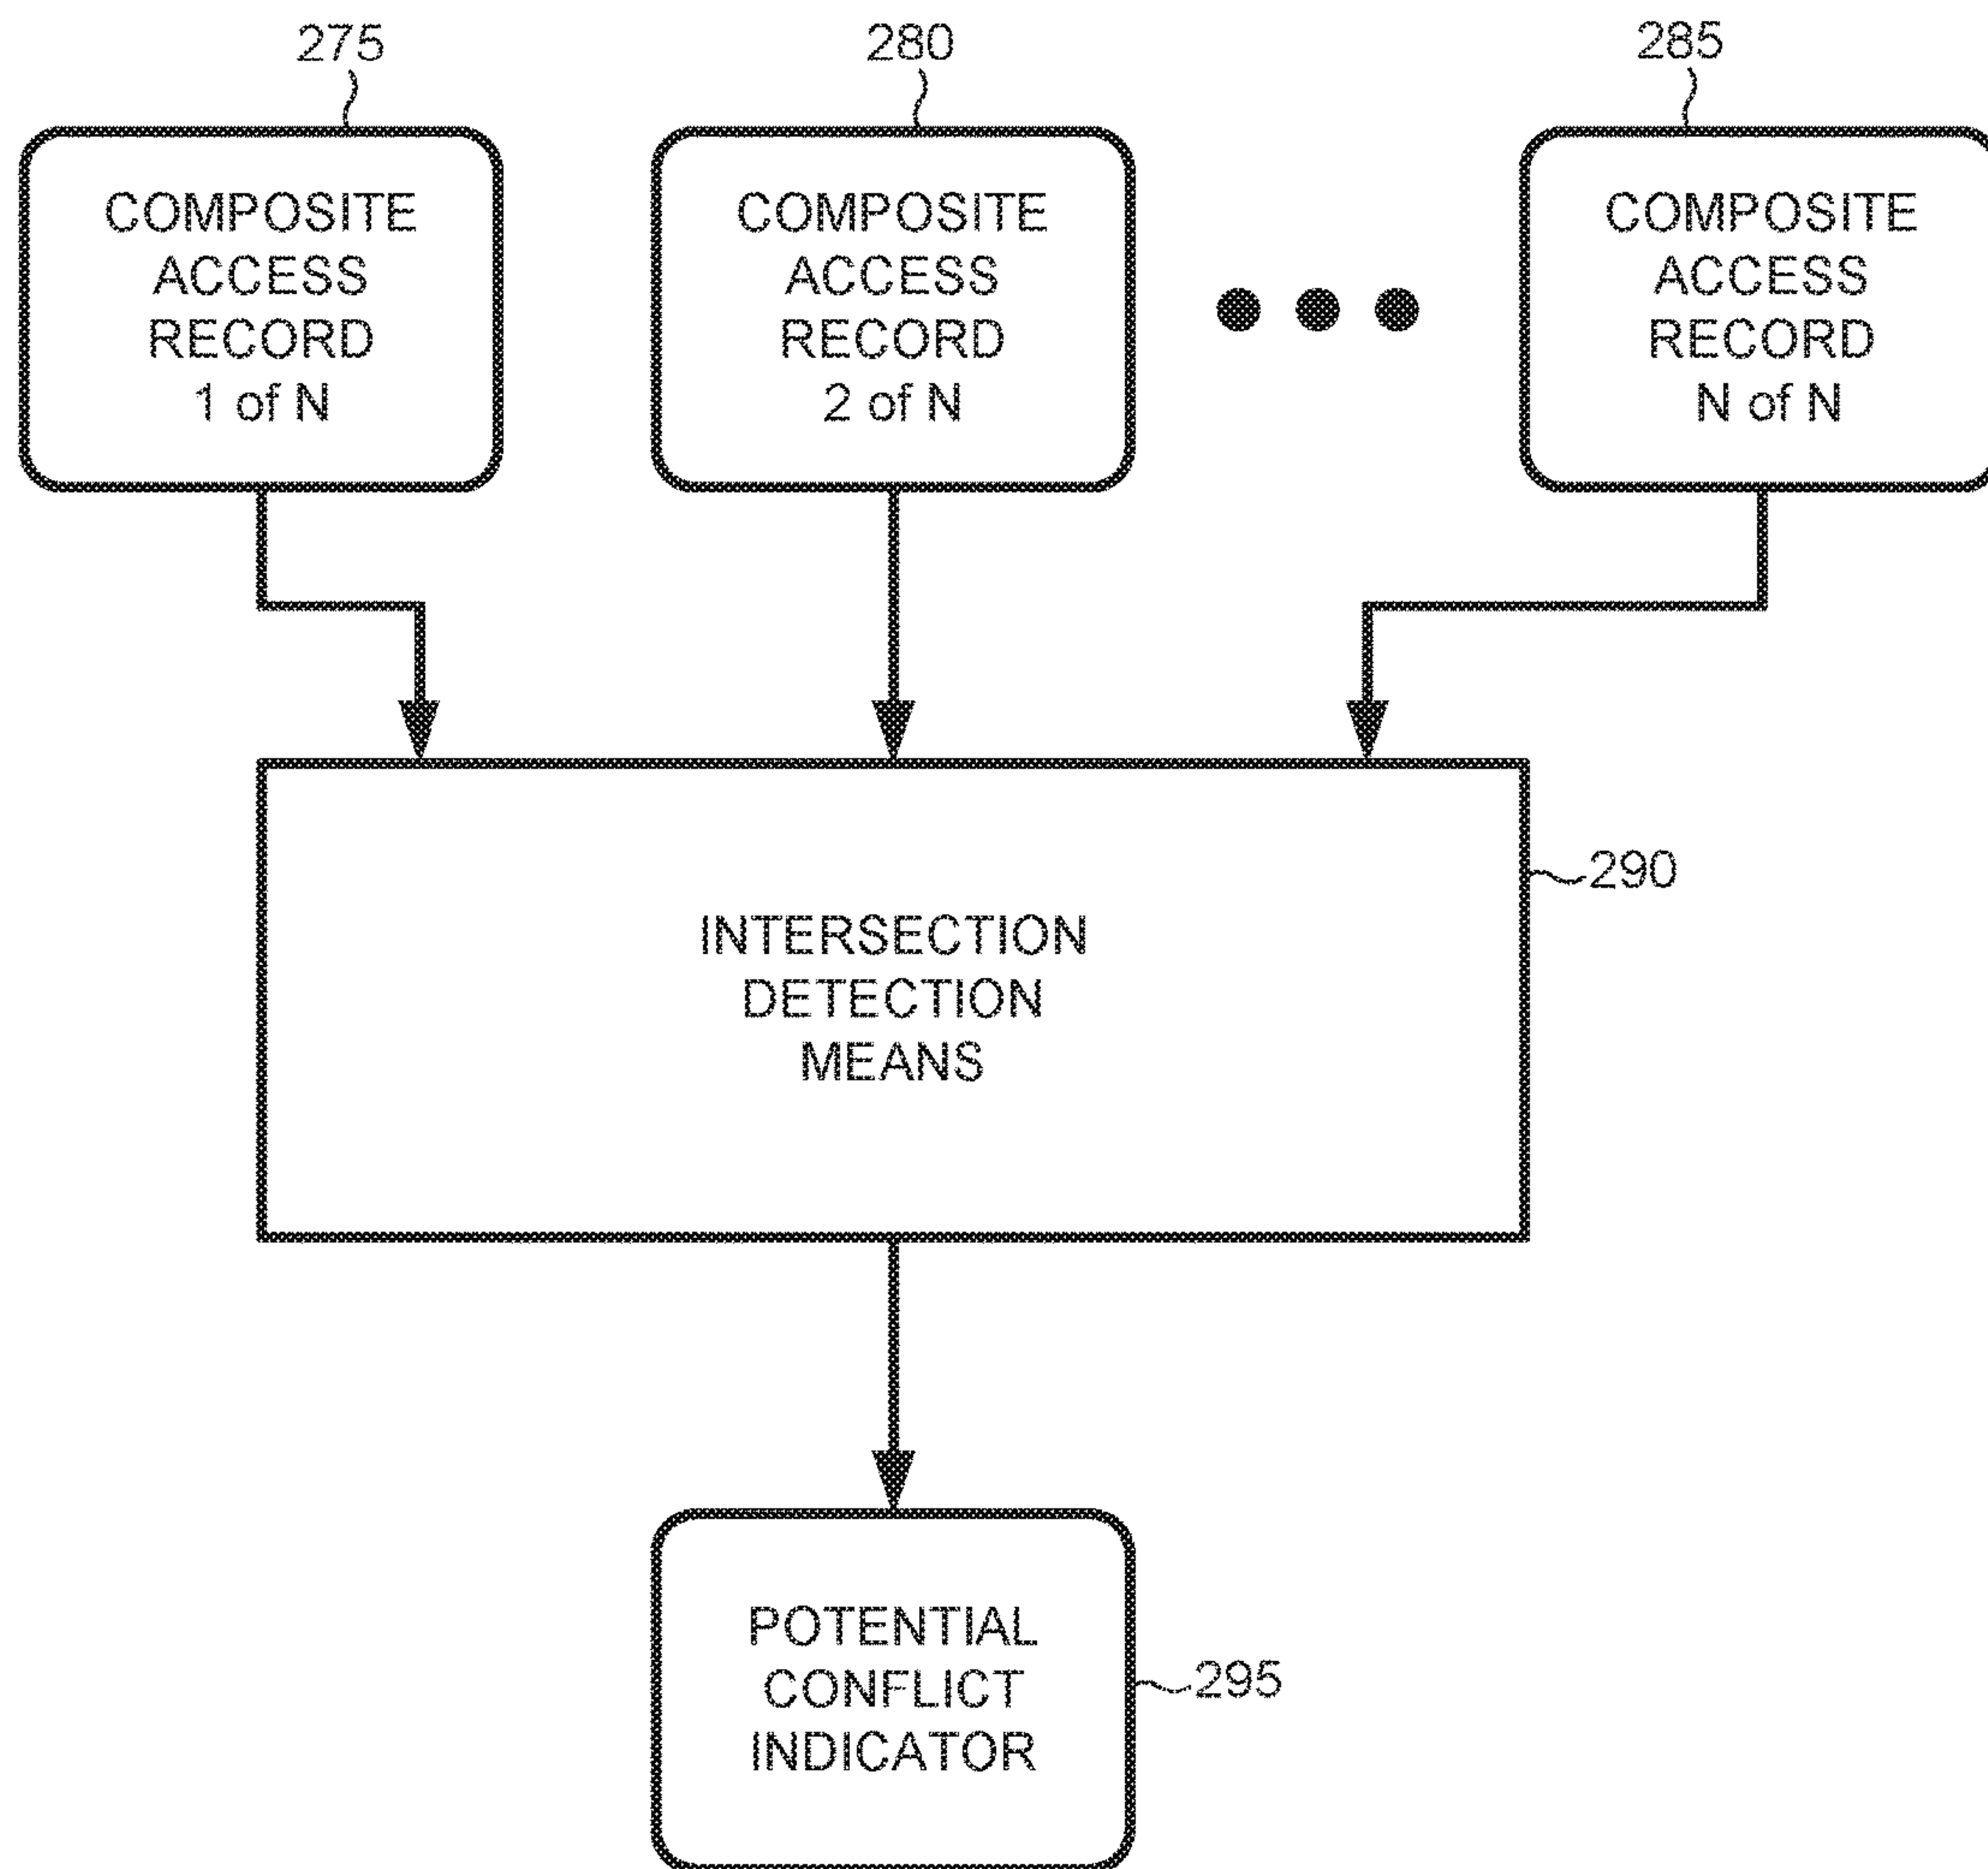 275
280
285
COMPOSITE
ACCESS
RECORD
1 of N
COMPOSITE
ACCESS
RECORD
2 of N
COMPOSITE
ACCESS
RECORD
N of N
290
INTERSECTION
DETECTION
MEANS
POTENTIAL
CONFLICT
INDICATOR
295